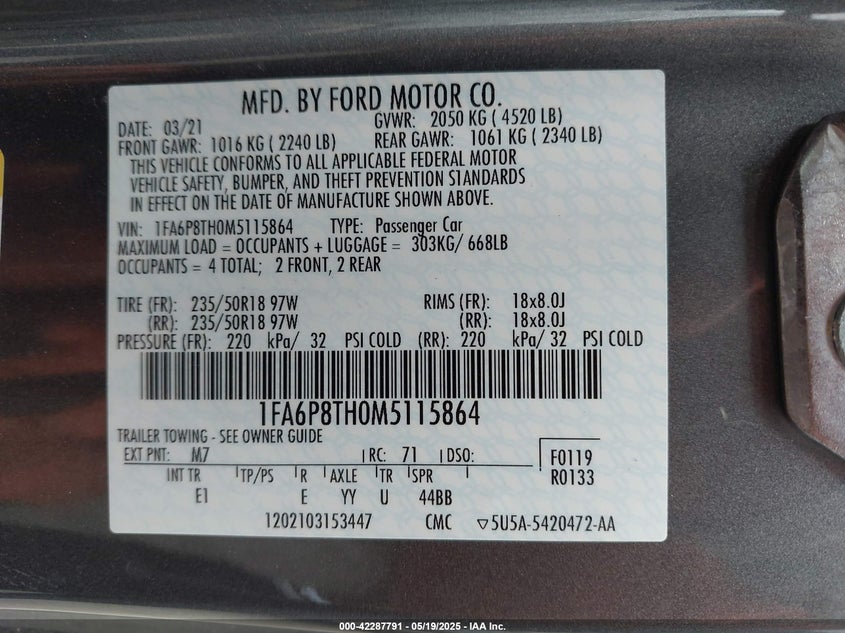 MFD. BY FORD MOTOR CO.
DATE: 03/21 GVWR: 2050 KG ( 4520 LB)
FRONT GAWR: 1016 KG ( 2240 LB) REAR GAWR: 1061 KG ( 2340 LB)
THIS VEHICLE CONFORMS TO ALL APPLICABLE FEDERAL MOTOR
VEHICLE SAFETY, BUMPER, AND THEFT PREVENTION STANDARDS
IN EFFECT ON THE DATE OF MANUFACTURE SHOWN ABOVE.
VIN: 1FA6P8TH0M5115864 TYPE: Passenger Car
MAXIMUM LOAD = OCCUPANTS + LUGGAGE = 303KG/ 668LB
OCCUPANTS = 4 TOTAL; 2 FRONT, 2 REAR
TIRE (FR): 235/50R18 97W RIMS (FR): 18x8.0J
(RR): 235/50R18 97W (RR): 18x8.0J
PRESSURE (FR): 220 kPa/ 32 PSI COLD (RR): 220 kPa/ 32 PSI COLD
1FA6P8TH0M5115864
TRAILER TOWING - SEE OWNER GUIDE
EXT PNT: M7 RC: 71 DSO: F0119
INT TR TP/PS R AXLE TR SPR R0133
E1 E YY U 44BB
1202103153447 CMC ▽5U5A-5420472-AA
000-42287791 - 05/19/2025 - IAA Inc.